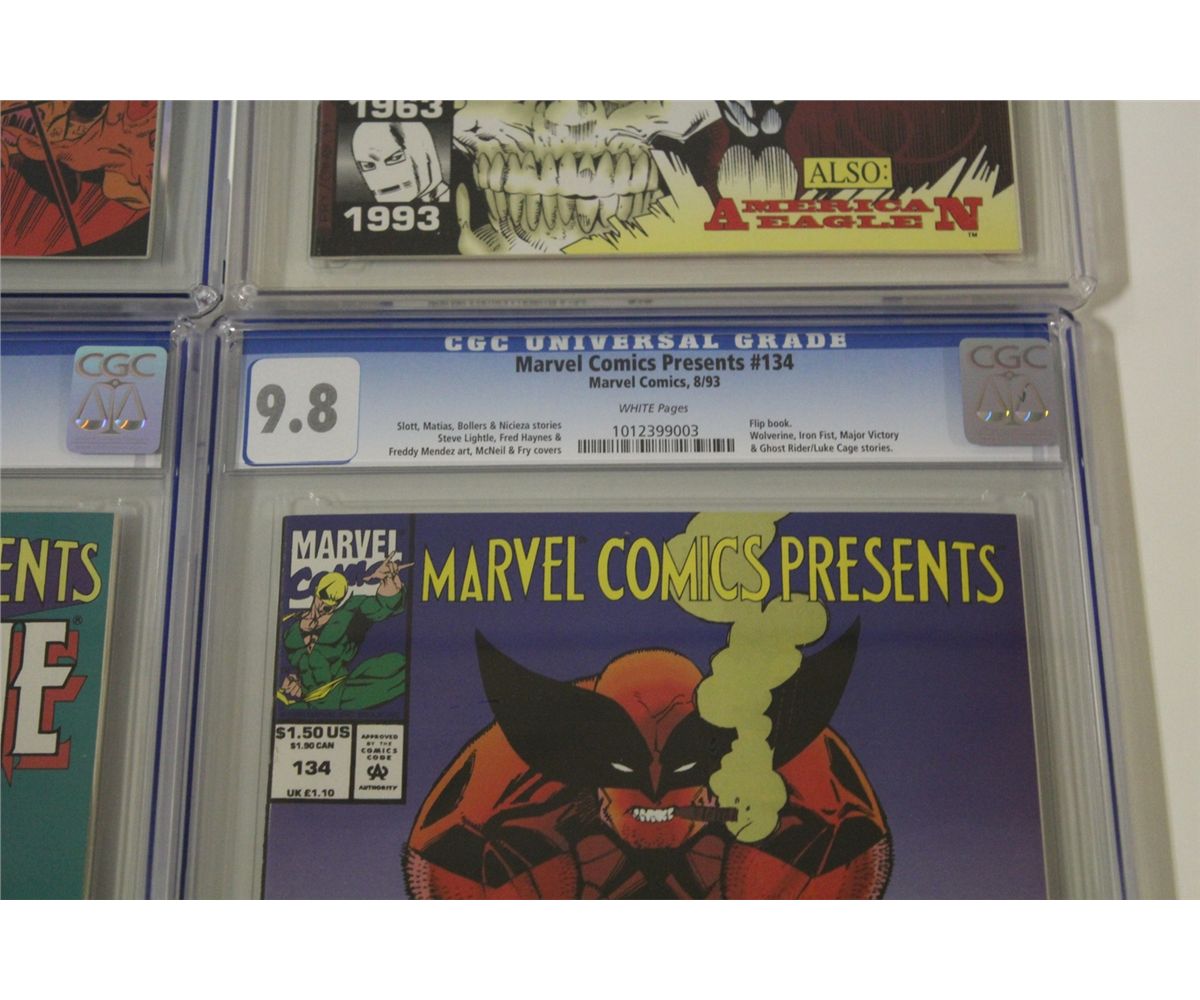 1963
1993
ALSO:
AMERICAN
EAGLE
TM
CGC
CGC UNIVERSAL GRADE
Marvel Comics Presents #134
Marvel Comics, 8/93
9.8
WHITE Pages
Slott, Matias, Bollers & Nicieza stories
Steve Lightle, Fred Haynes &
Freddy Mendez art, McNeil & Fry covers
1012399003
Flip book.
Wolverine, Iron Fist, Major Victory
& Ghost Rider/Luke Cage stories.
CGC
ENTS
E®
MARVEL
COMICS
MARVEL COMICS PRESENTS
$1.50 US
$1.90 CAN
134
UK £1.10
APPROVED
BY THE
COMICS
CODE
CA
AUTHORITY